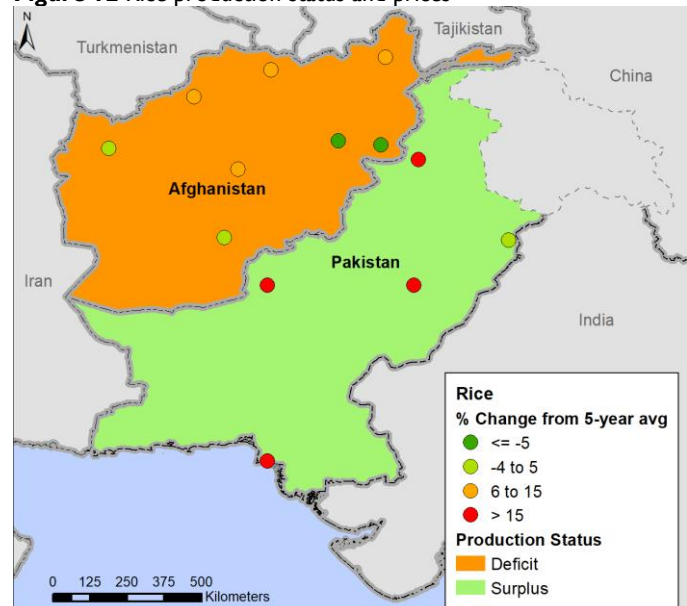 N
Turkmenistan
Tajikistan
China
Afghanistan
Iran
Pakistan
India
Rice
% Change from 5-year avg
<= -5
-4 to 5
6 to 15
> 15
Production Status
Deficit
Surplus
0 125 250 375 500
Kilometers